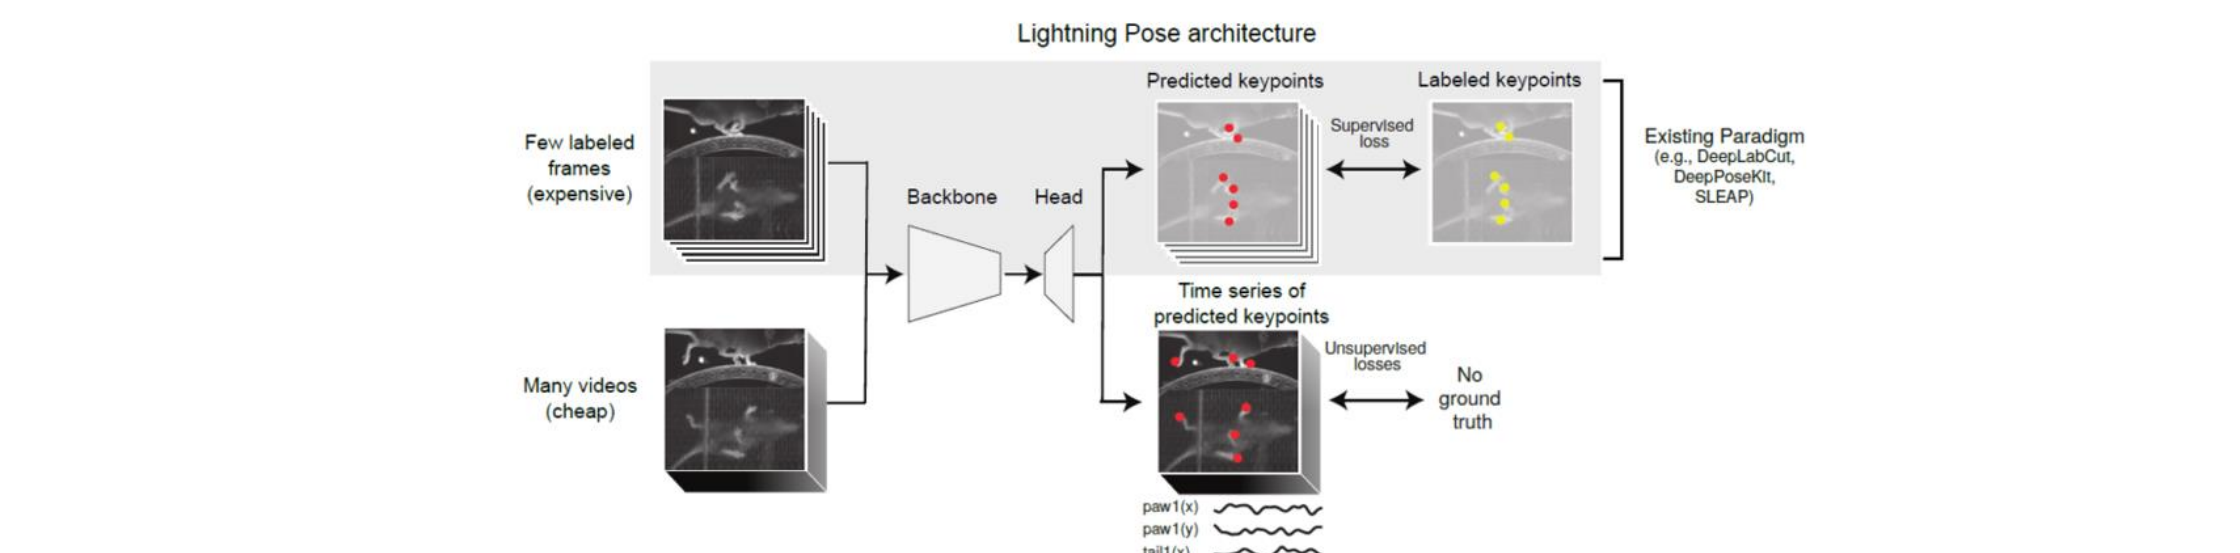 Lightning Pose architecture
Predicted keypoints
Labeled keypoints
Few labeled
frames
(expensive)
Supervised
loss
Existing Paradigm
(e.g., DeepLabCut,
DeepPoseKIt,
SLEAP)
Backbone
Head
Time series of
predicted keypoints
Many videos
(cheap)
Unsupervised
losses
No
ground
truth
paw1(x)
paw1(y)
tail1(x)